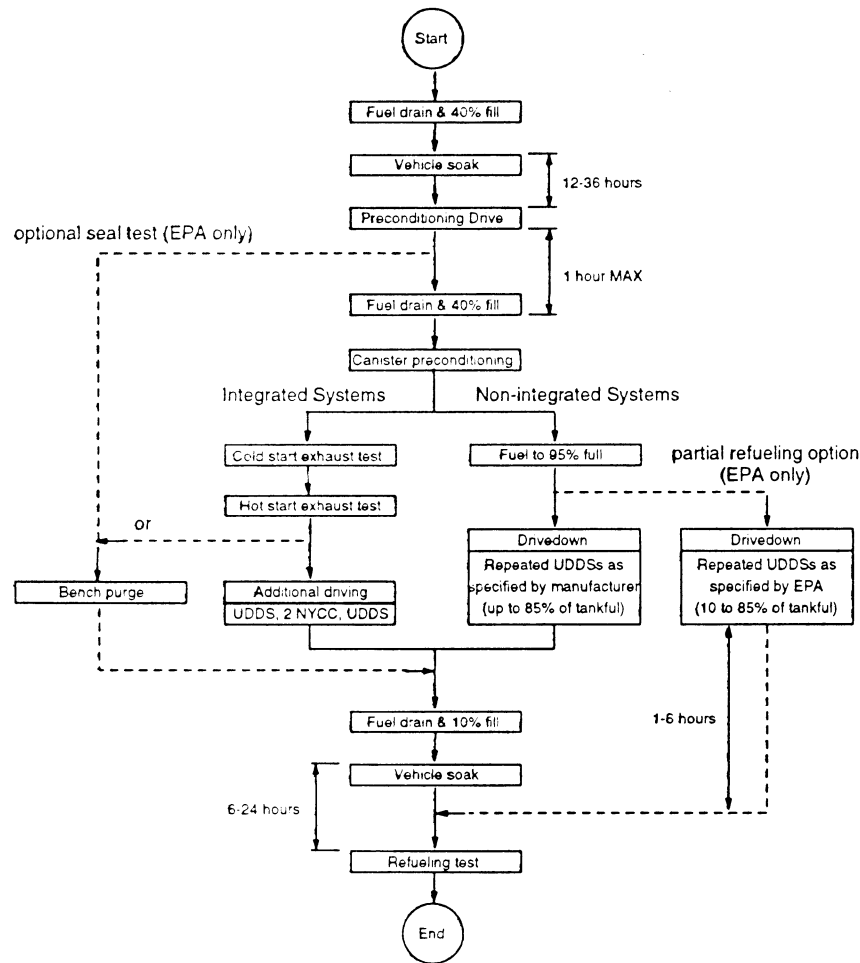 Start
Fuel drain & 40% fill
Vehicle soak
12-36 hours
Preconditioning Drive
optional seal test (EPA only)
1 hour MAX
Fuel drain & 40% fill
Canister preconditioning
Integrated Systems
Non-integrated Systems
Cold start exhaust test
Fuel to 95% full
partial refueling option
(EPA only)
Hot start exhaust test
or
Drivedown
Repeated UDDSs as
specified by manufacturer
(up to 85% of tankful)
Drivedown
Repeated UDDSs as
specified by EPA
(10 to 85% of tankful)
Bench purge
Additional driving
UDDS, 2 NYCC, UDDS
Fuel drain & 10% fill
1-6 hours
Vehicle soak
6-24 hours
Refueling test
End